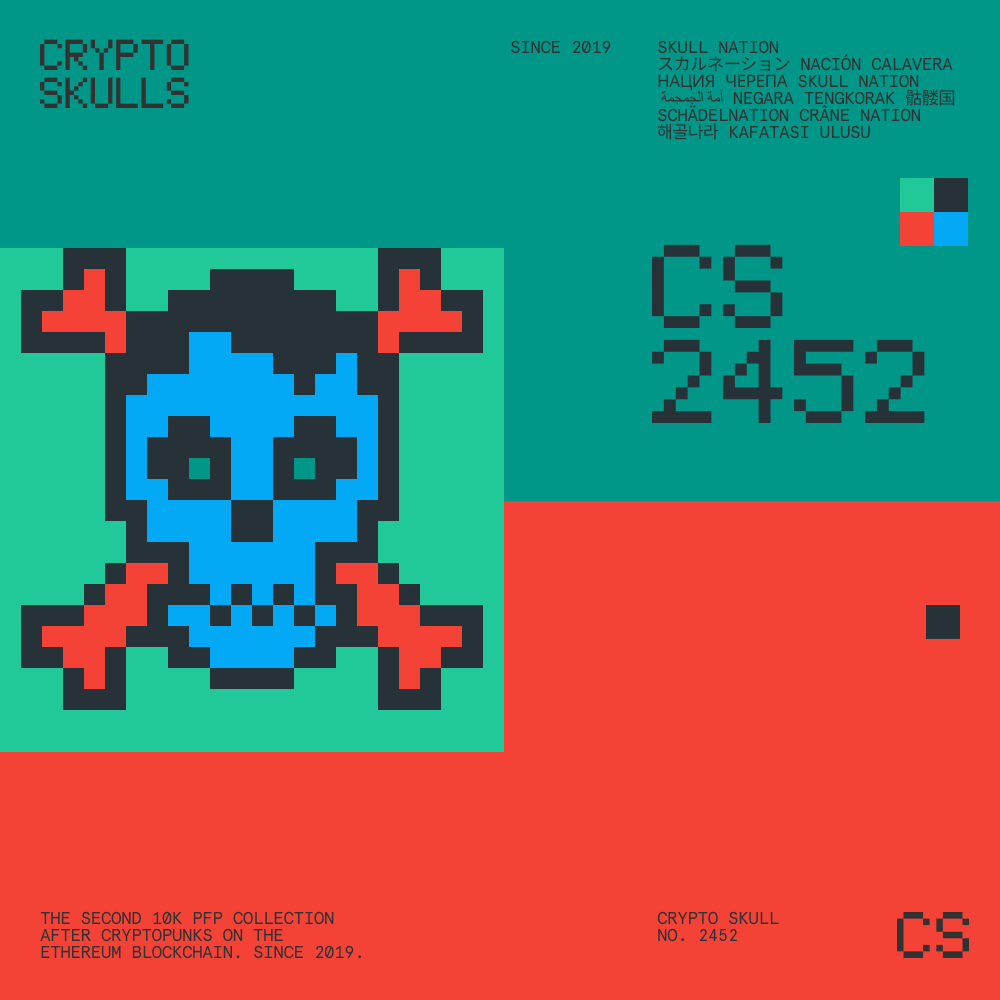 CRYPTO
SKULLS
SINCE 2019
SKULL NATION
スカルネーション NACIÓN CALAVERA
НАЦИЯ ЧЕРЕПА SKULL NATION
أمة الجمجمة NEGARA TENGKORAK 骷髅国
SCHÄDELNATION CRÂNE NATION
해골나라 KAFATASI ULUSU
CS
2452
THE SECOND 10K PFP COLLECTION
AFTER CRYPTOPUNKS ON THE
ETHEREUM BLOCKCHAIN. SINCE 2019.
CRYPTO SKULL
NO. 2452
CS